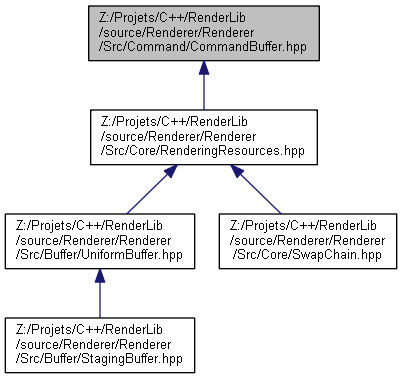 Z:/Projets/C++/RenderLib
/source/Renderer/Renderer
/Src/Command/CommandBuffer.hpp
Z:/Projets/C++/RenderLib
/source/Renderer/Renderer
/Src/Core/RenderingResources.hpp
Z:/Projets/C++/RenderLib
/source/Renderer/Renderer
/Src/Buffer/UniformBuffer.hpp
Z:/Projets/C++/RenderLib
/source/Renderer/Renderer
/Src/Core/SwapChain.hpp
Z:/Projets/C++/RenderLib
/source/Renderer/Renderer
/Src/Buffer/StagingBuffer.hpp